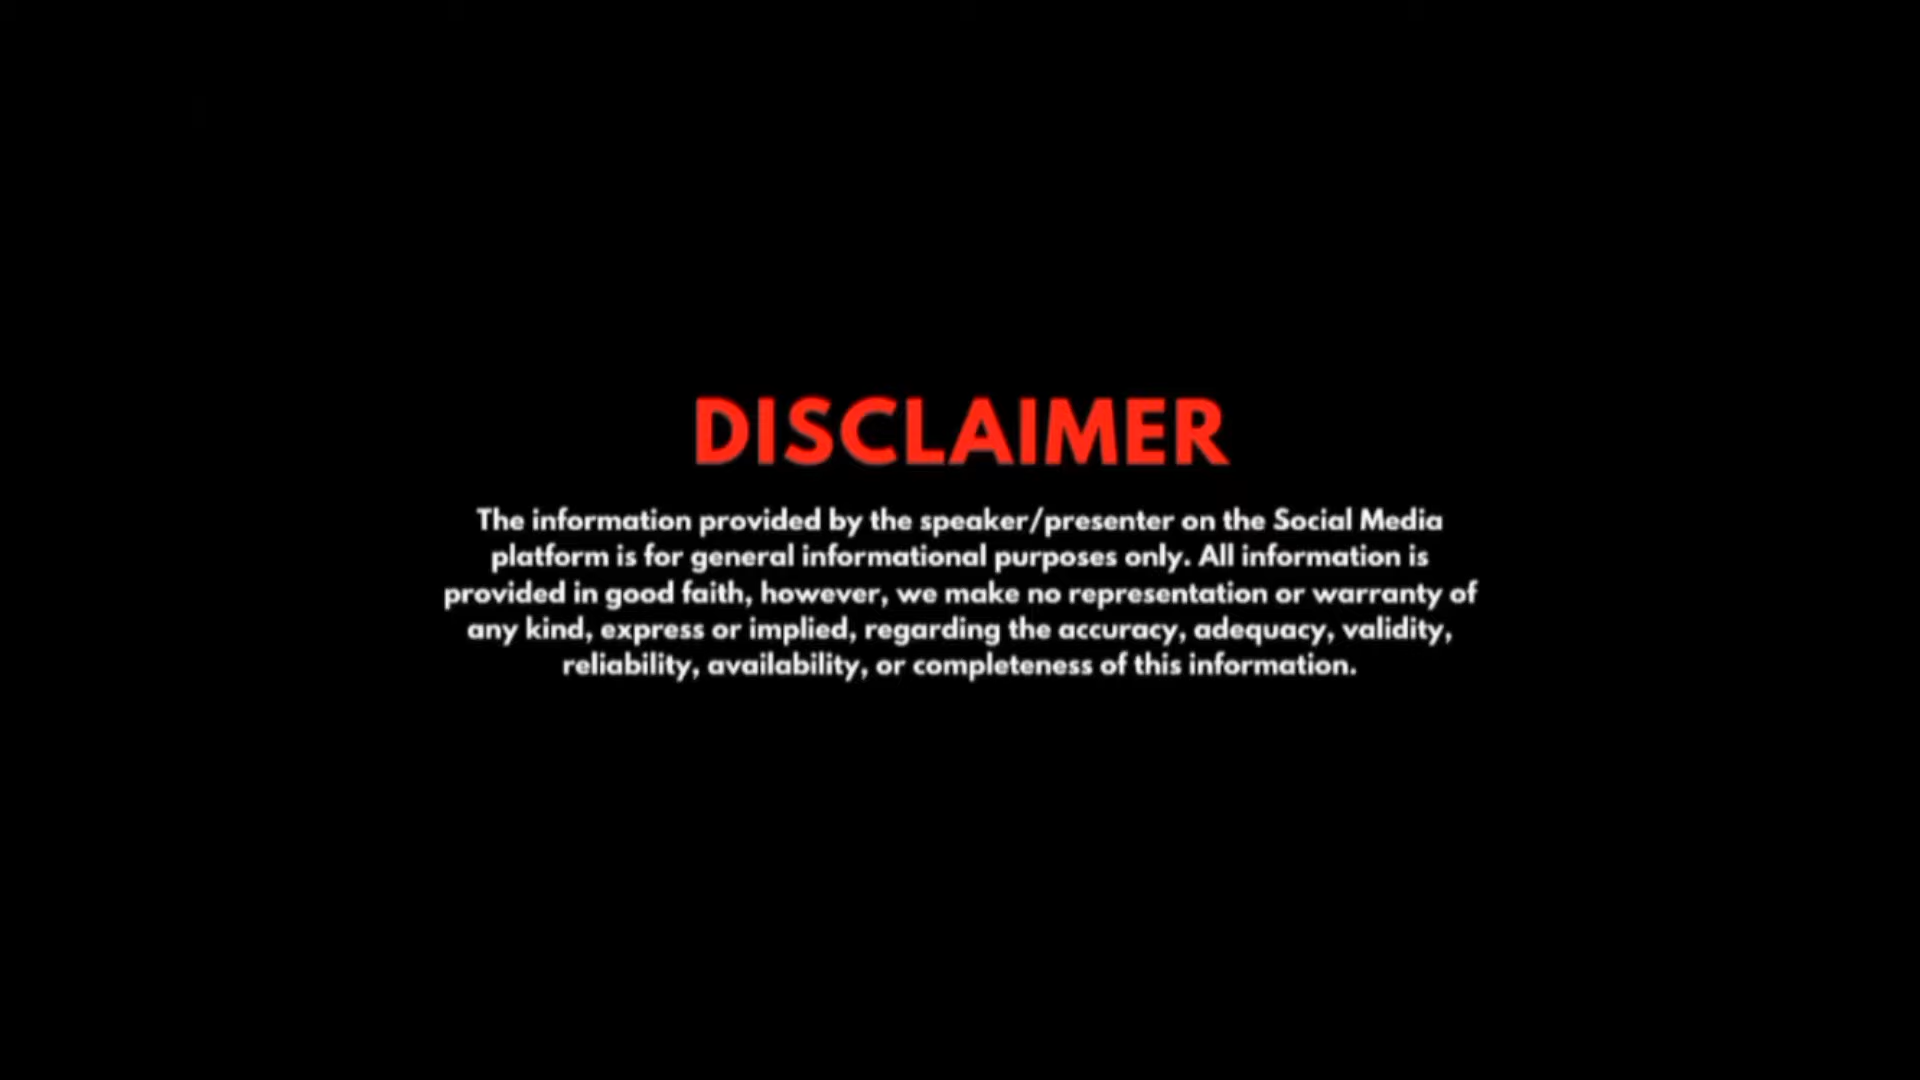 DISCLAIMER
The information provided by the speaker/presenter on the Social Media
platform is for general informational purposes only. All information is
provided in good faith, however, we make no representation or warranty of
any kind, express or implied, regarding the accuracy, adequacy, validity,
reliability, availability, or completeness of this information.